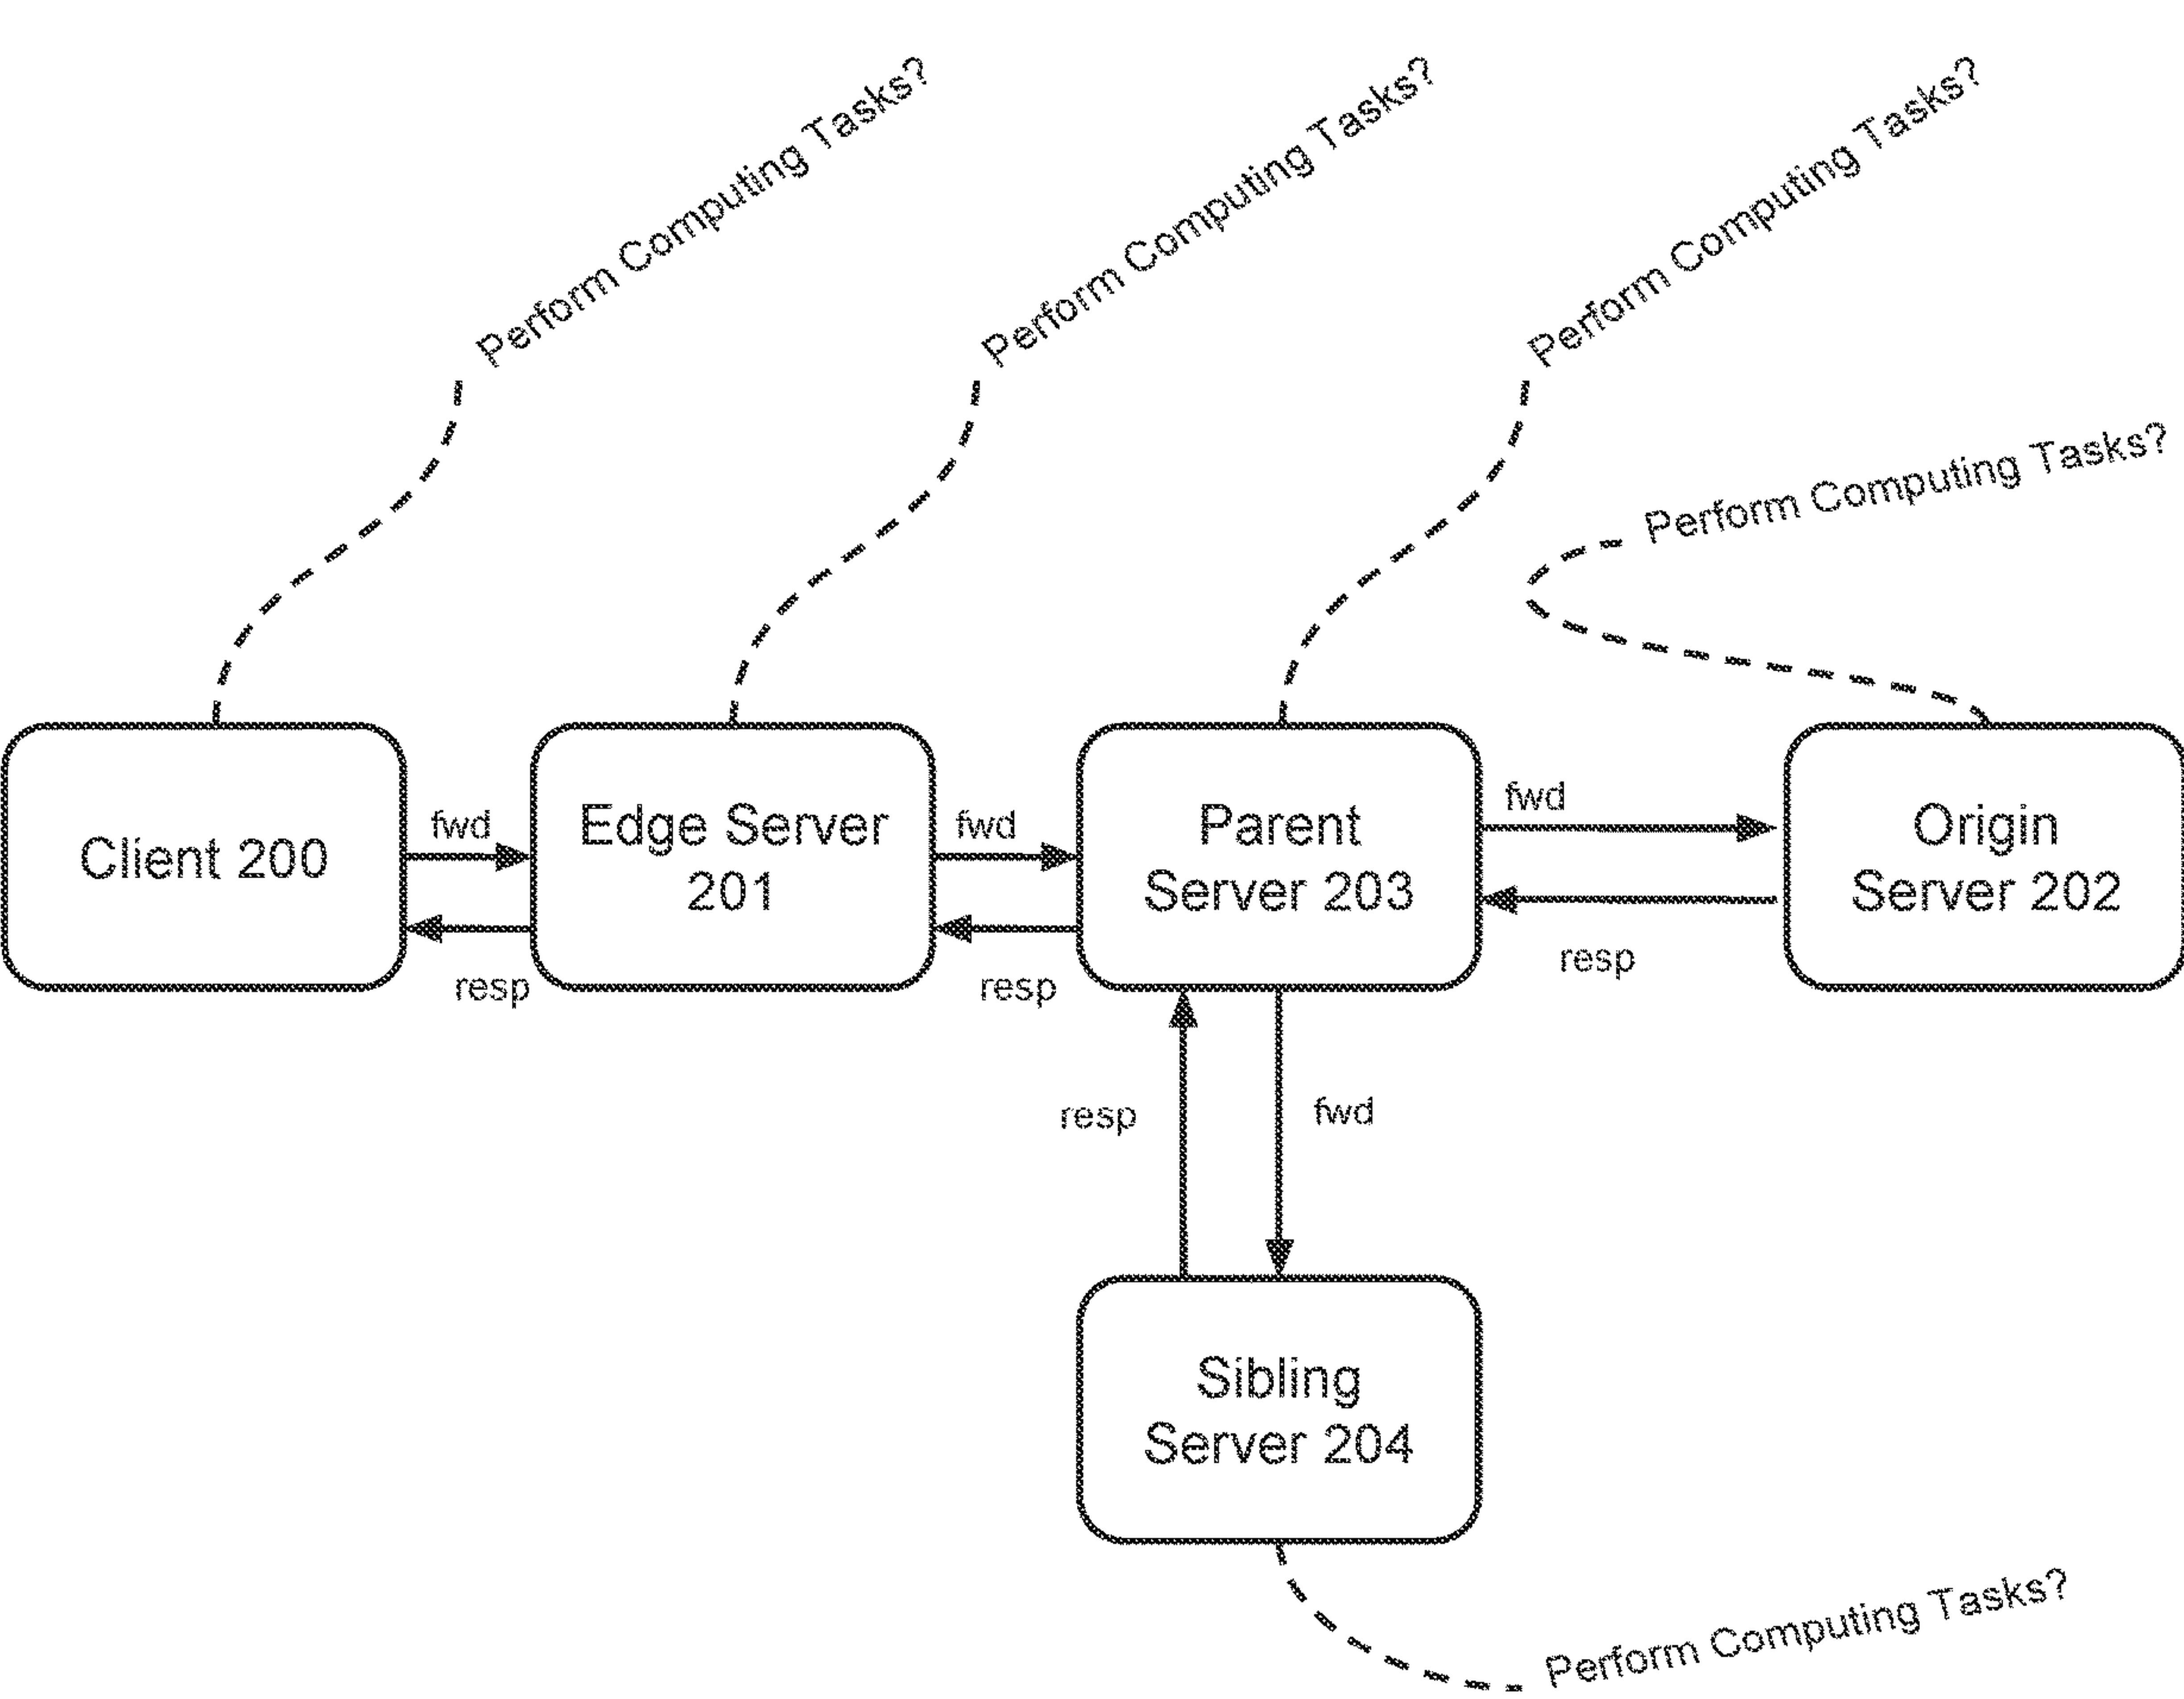 Perform Computing Tasks?
Perform Computing Tasks?
Perform Computing Tasks?
Perform Computing Tasks?
Client 200
fwd
resp
Edge Server
201
fwd
resp
Parent
Server 203
fwd
resp
Origin
Server 202
resp
fwd
Sibling
Server 204
Perform Computing Tasks?